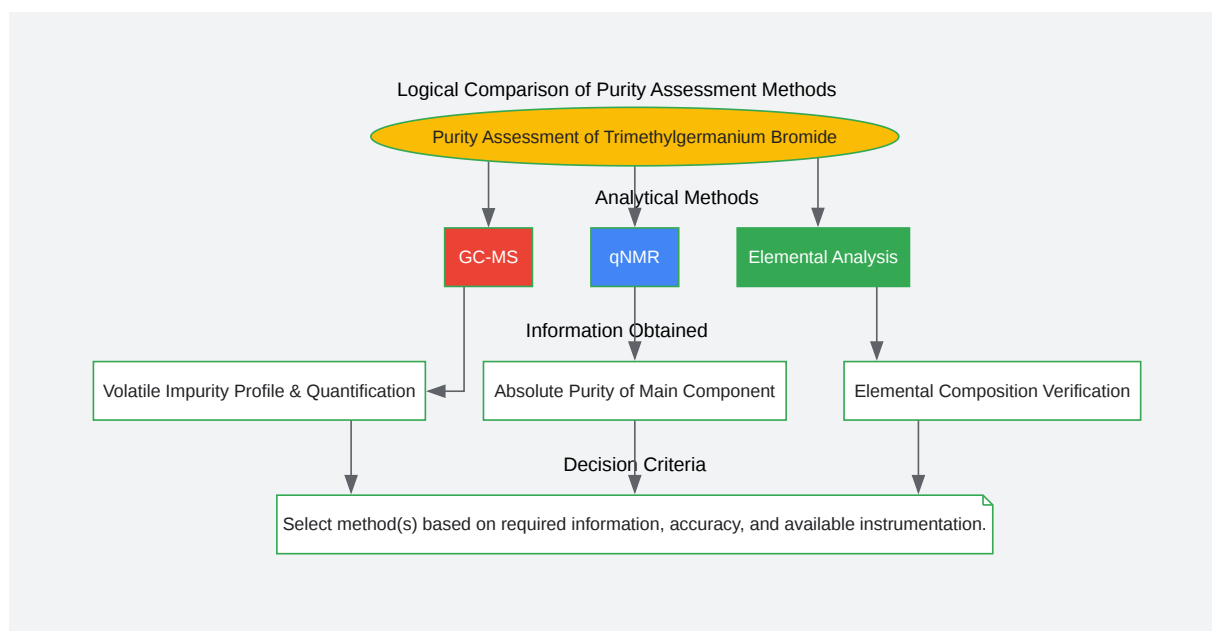 Logical Comparison of Purity Assessment Methods
Purity Assessment of Trimethylgermanium Bromide
Analytical Methods
GC-MS
qNMR
Elemental Analysis
Information Obtained
Volatile Impurity Profile & Quantification
Absolute Purity of Main Component
Elemental Composition Verification
Decision Criteria
Select method(s) based on required information, accuracy, and available instrumentation.